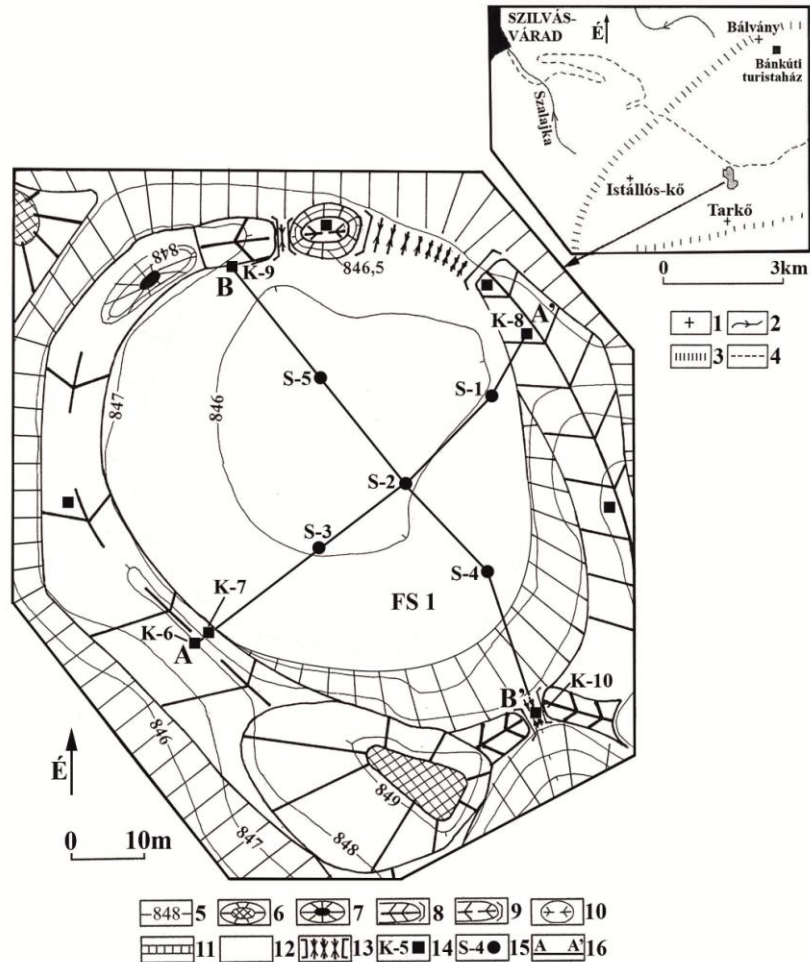 SZILVÁS-
VÁRAD
É
Bálvány
Bánkúti
turistaház
Szalajka
Istállós-kő
Tarkő
0 3km
1 2
3 4
848
846,5
K-9
B
K-8
A'
847
846
S-5
S-1
S-2
S-3
S-4
K-7
FS 1
K-6
A
B'
K-10
846
É
849
0 10m
847
848
-848- 5 6 7 8 9 10
11 12 13 K-5 14 S-4 15 A A' 16